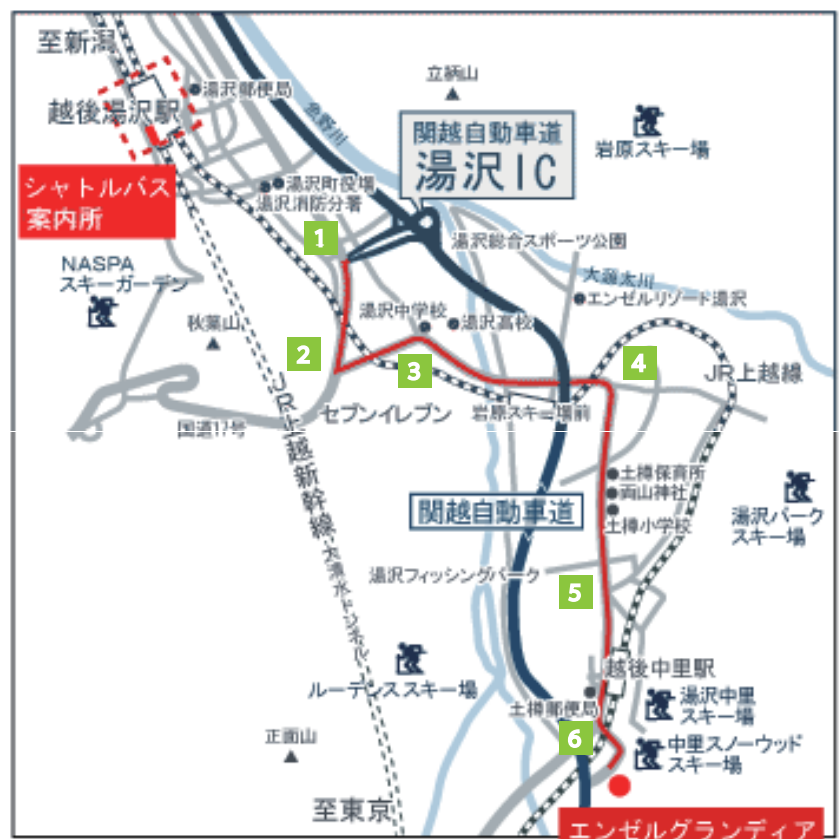 至新潟
越後湯沢駅
湯沢郵便局
立柄山
魚野川
関越自動車道
湯沢IC
岩原スキー場
シャトルバス
案内所
湯沢町役場
湯沢消防分署
1
湯沢総合スポーツ公園
NASPA
スキーガーデン
大源太川
エンゼルリゾート湯沢
秋葉山
湯沢中学校
湯沢高校
2
3
4
JR上越線
セブンイレブン
岩原スキー場前
国道17号
JR上越新幹線
大清水トンネル
土樽保育所
両山神社
土樽小学校
関越自動車道
湯沢パーク
スキー場
湯沢フィッシングパーク
5
ルーデンススキー場
越後中里駅
湯沢中里
スキー場
土樽郵便局
6
正面山
中里スノーウッド
スキー場
至東京
エンゼルグランディア